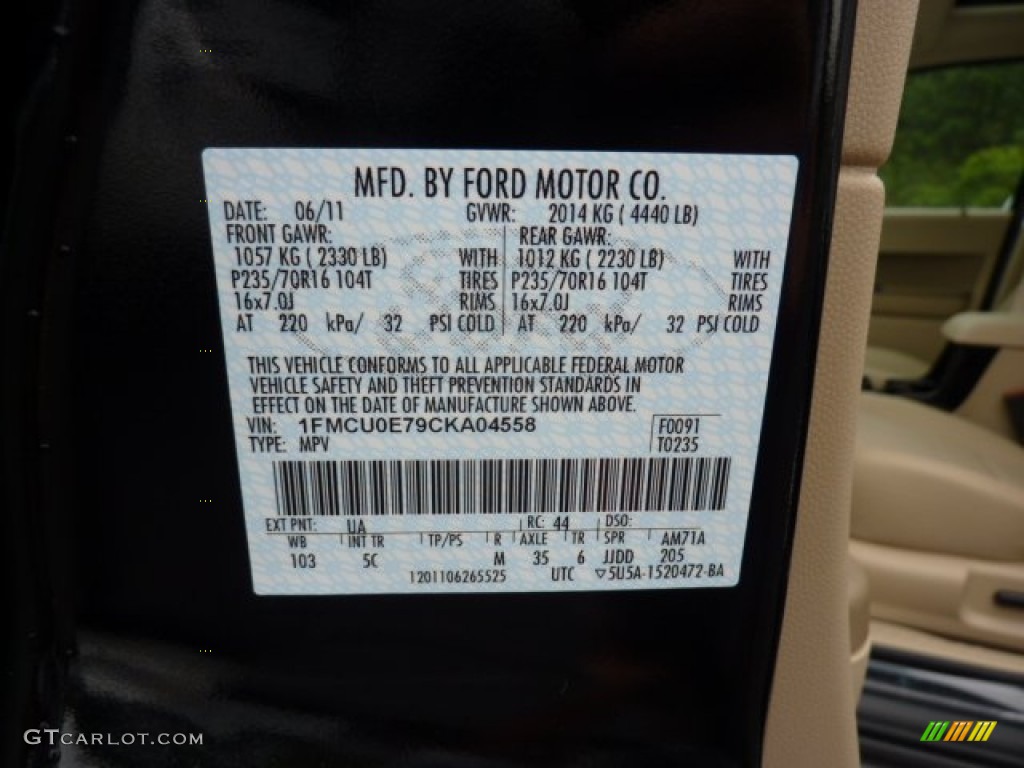 MFD. BY FORD MOTOR CO.
DATE: 06/11 GVWR: 2014 KG ( 4440 LB)
FRONT GAWR: REAR GAWR:
1057 KG ( 2330 LB) WITH 1012 KG ( 2230 LB) WITH
P235/70R16 104T TIRES P235/70R16 104T TIRES
16x7.0J RIMS 16x7.0J RIMS
AT 220 kPa/ 32 PSI COLD AT 220 kPa/ 32 PSI COLD
THIS VEHICLE CONFORMS TO ALL APPLICABLE FEDERAL MOTOR
VEHICLE SAFETY AND THEFT PREVENTION STANDARDS IN
EFFECT ON THE DATE OF MANUFACTURE SHOWN ABOVE.
VIN: 1FMCU0E79CKA04558 F0091
TYPE: MPV T0235
EXT PNT: UA RC: 44 DSO:
WB INT TR TP/PS R AXLE TR SPR AM71A
103 5C M 35 6 JJDD 205
1201106265525 UTC ▽5U5A-1520472-BA
GTCARLOT.COM